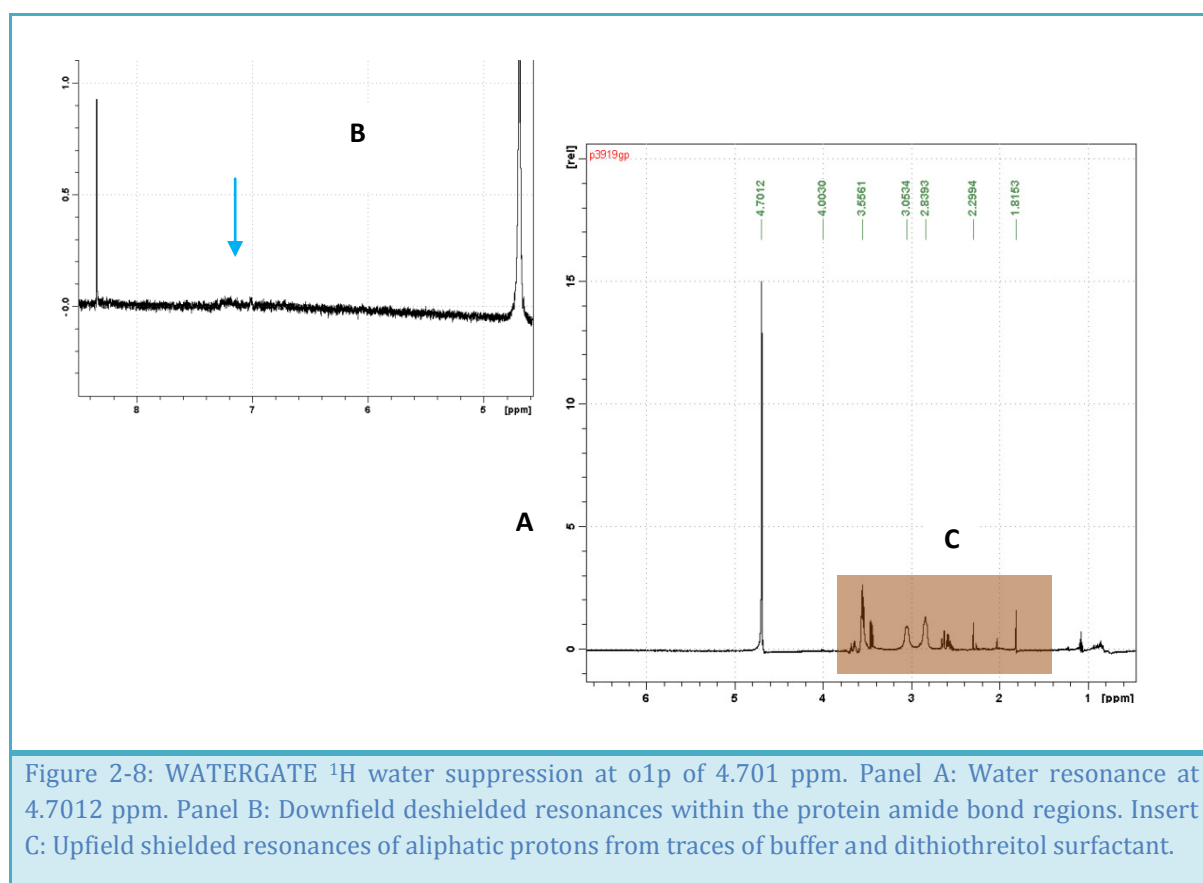 B
1.0
0.5
- 0.0
8 7 6 5 [ppm]
A
p3919gp
[rel]
4.7012
4.0030
3.5561
3.0534
2.8393
2.2994
1.8153
15
10
5
0
C
6 5 4 3 2 1 [ppm]
Figure 2-8: WATERGATE ¹H water suppression at o1p of 4.701 ppm. Panel A: Water resonance at
4.7012 ppm. Panel B: Downfield deshielded resonances within the protein amide bond regions. Insert
C: Upfield shielded resonances of aliphatic protons from traces of buffer and dithiothreitol surfactant.